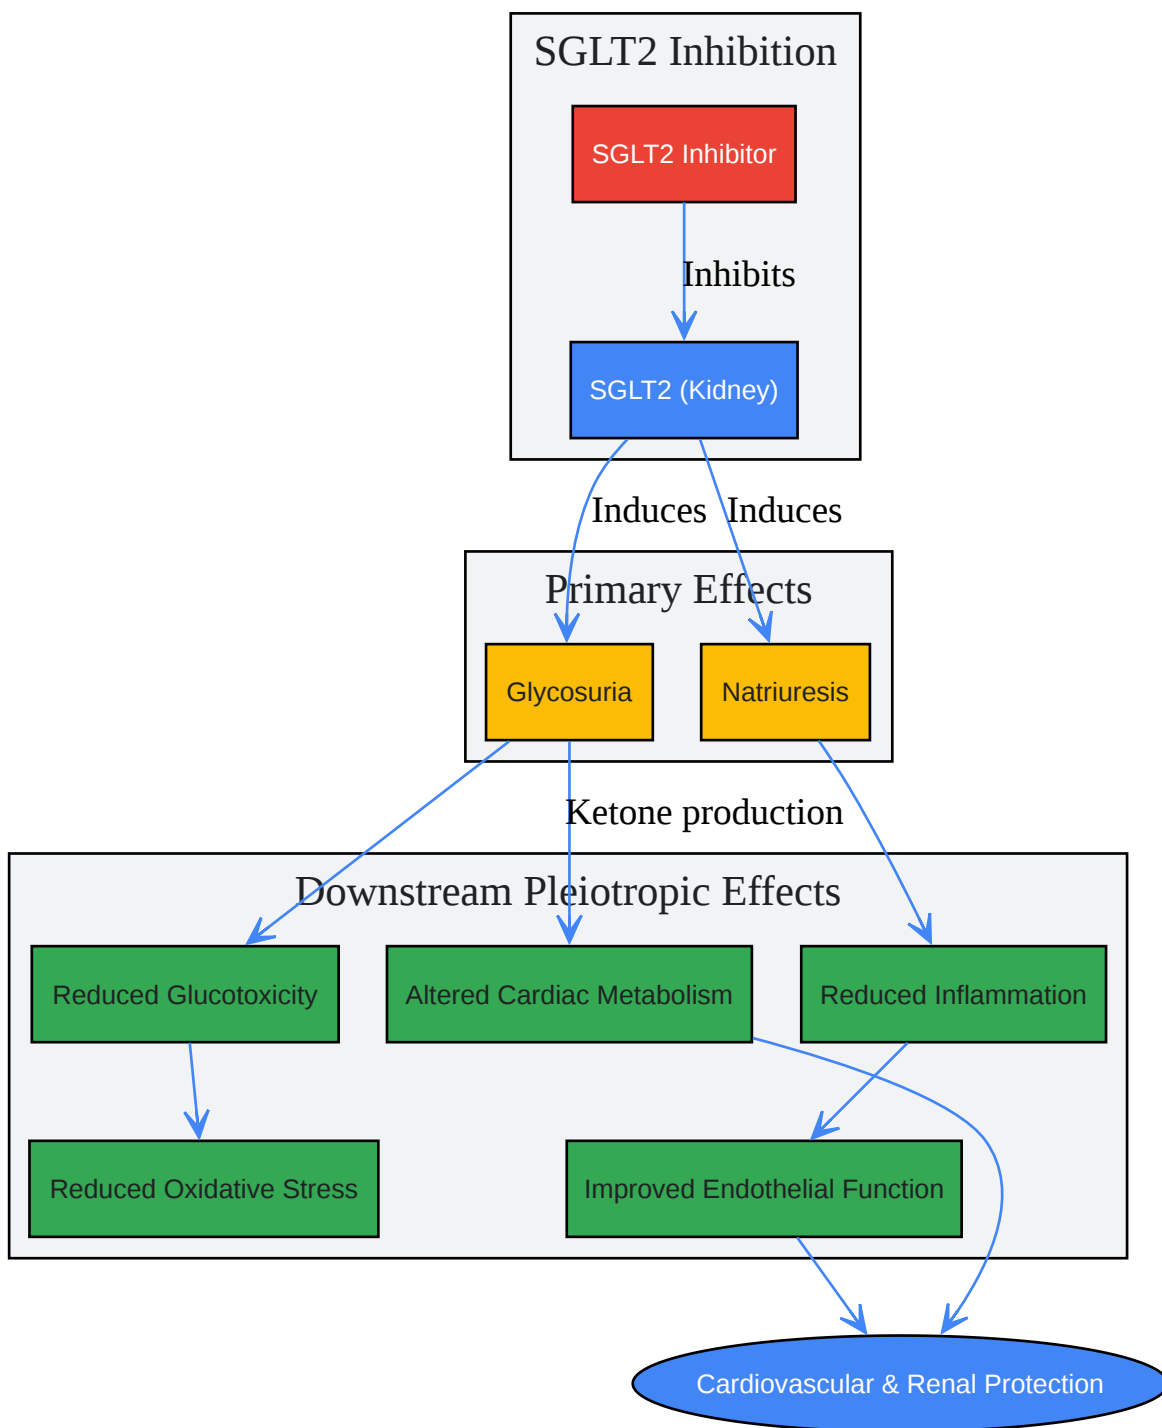 SGLT2 Inhibition
SGLT2 Inhibitor
Inhibits
SGLT2 (Kidney)
Induces
Induces
Primary Effects
Glycosuria
Natriuresis
Ketone production
Downstream Pleiotropic Effects
Reduced Glucotoxicity
Altered Cardiac Metabolism
Reduced Inflammation
Reduced Oxidative Stress
Improved Endothelial Function
Cardiovascular & Renal Protection